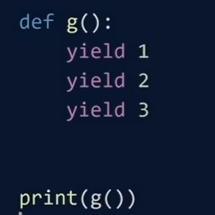 def g():
    yield 1
    yield 2
    yield 3
print(g())